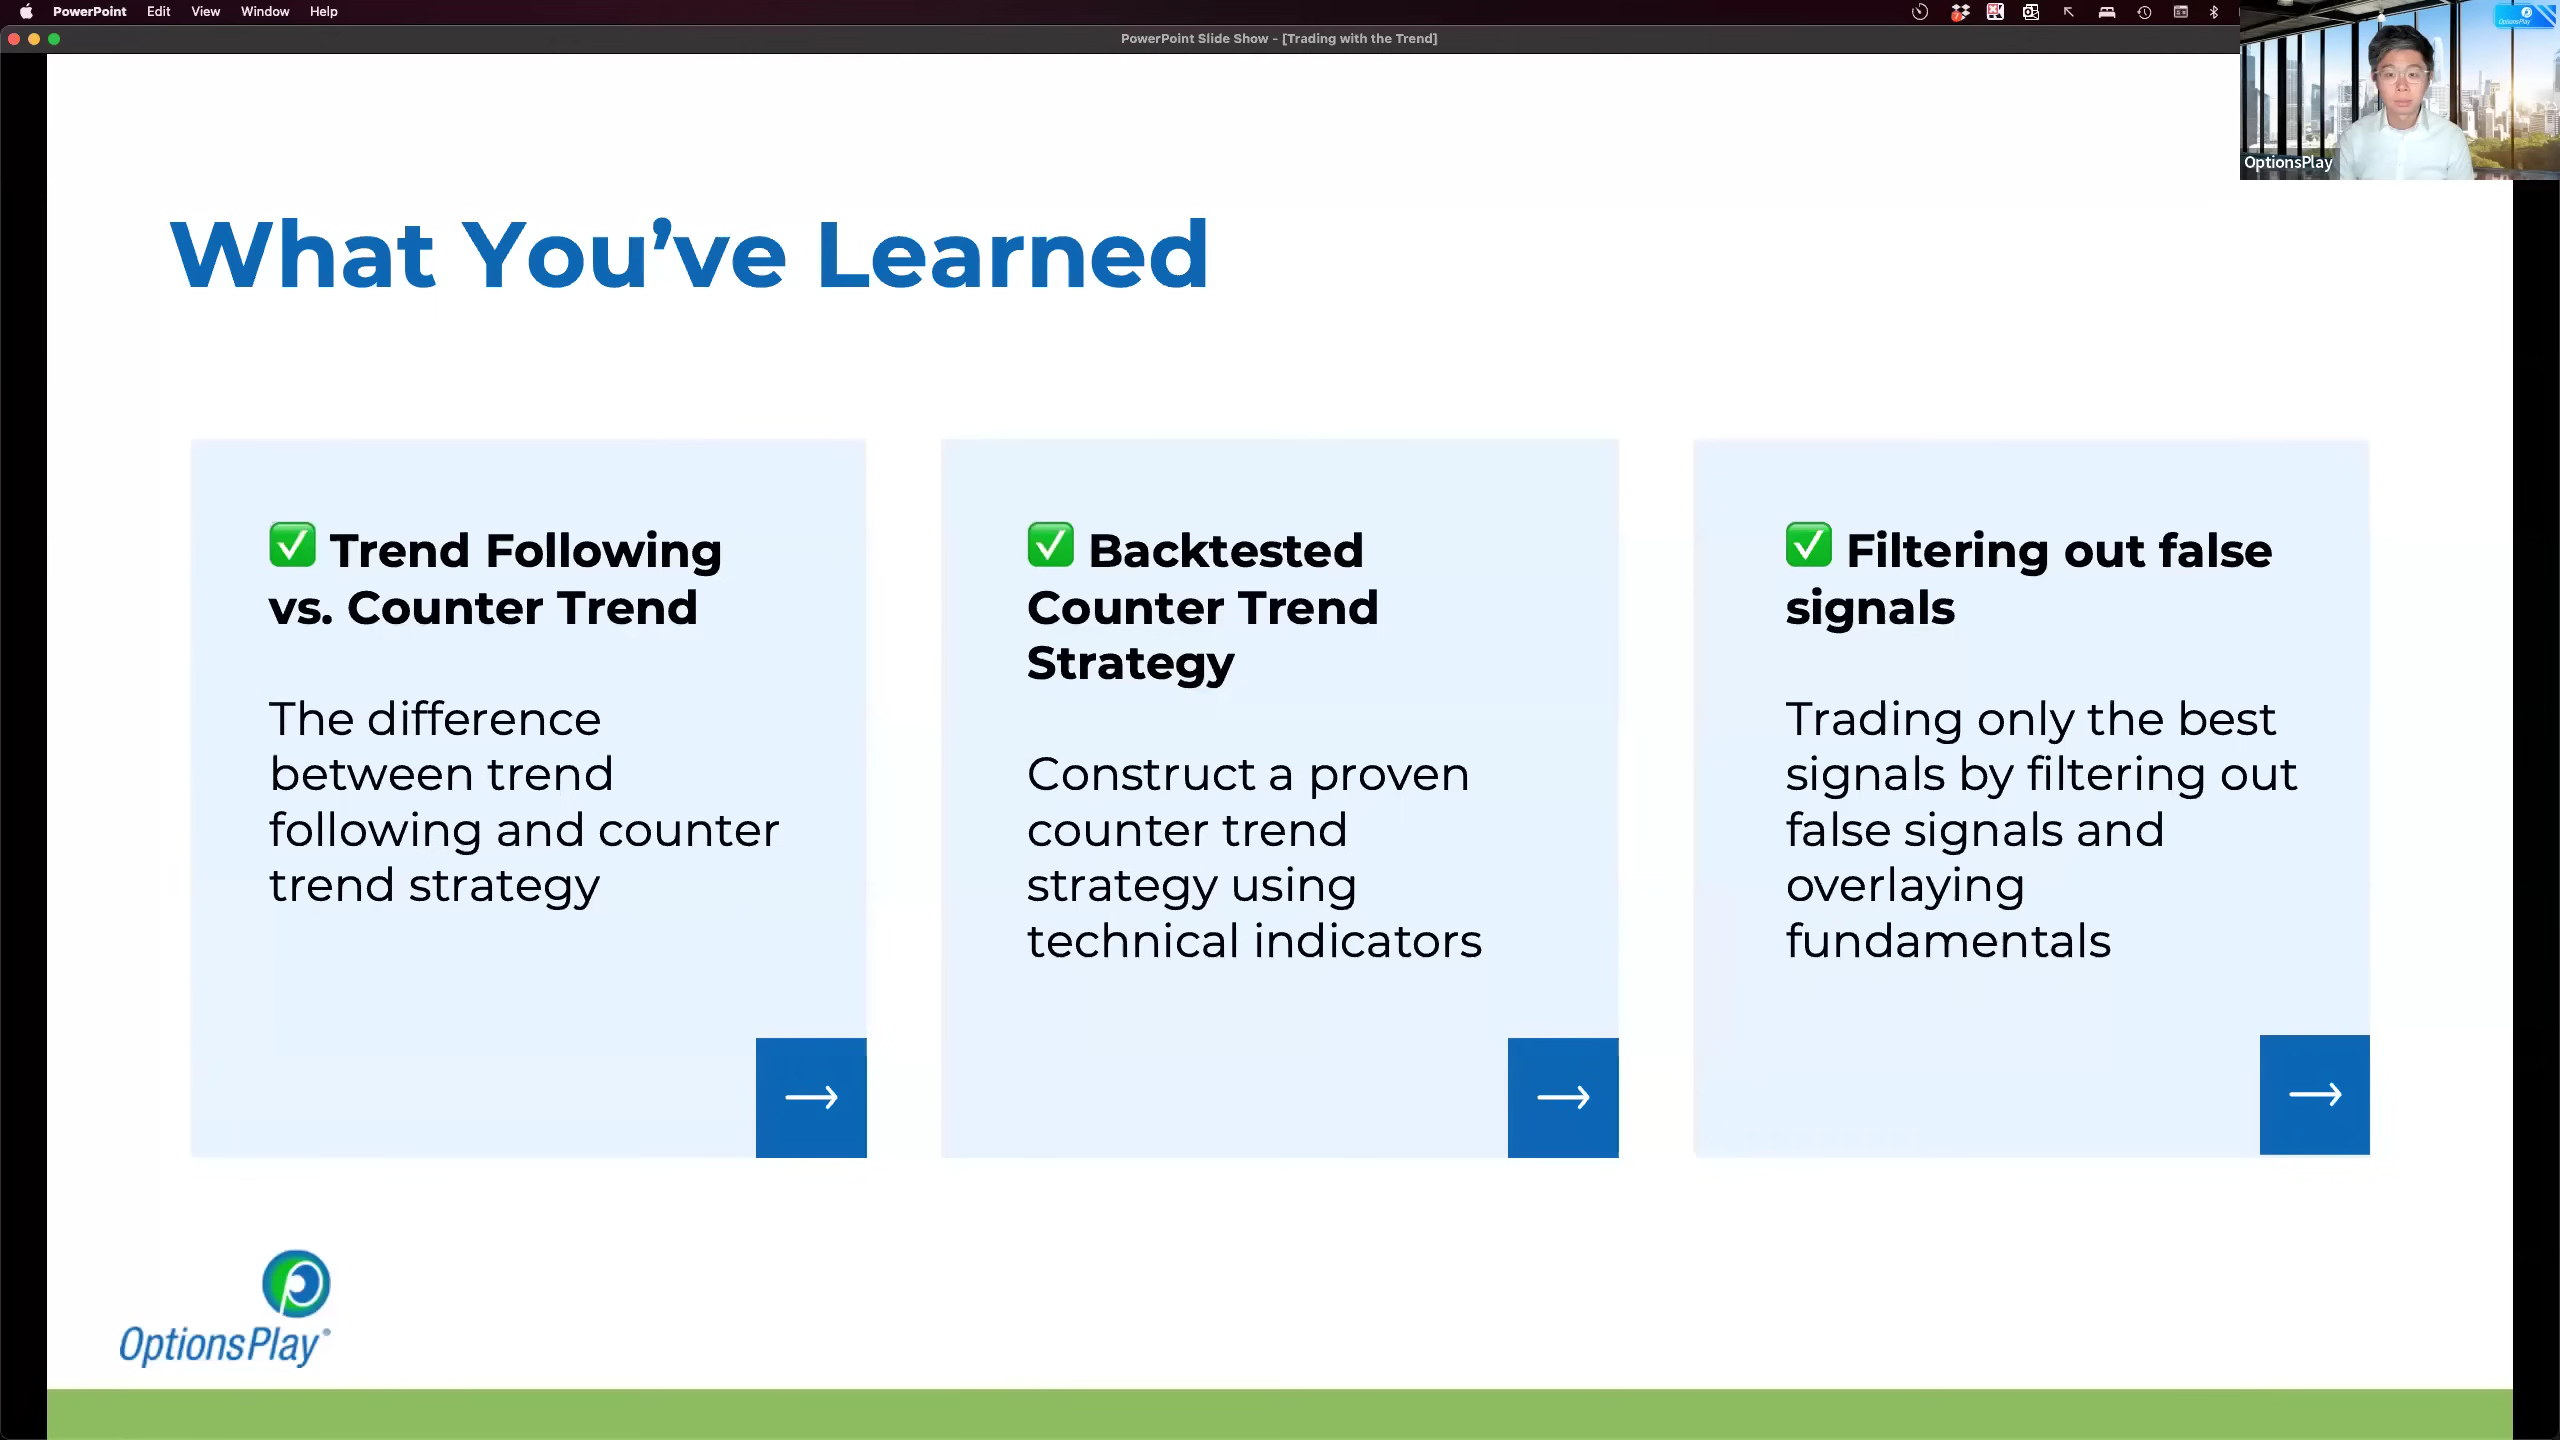 PowerPoint Edit View Window Help
PowerPoint Slide Show - [Trading with the Trend]
OptionsPlay
OptionsPlay
What You’ve Learned
✅ Trend Following
vs. Counter Trend
The difference
between trend
following and counter
trend strategy
✅ Backtested
Counter Trend
Strategy
Construct a proven
counter trend
strategy using
technical indicators
✅ Filtering out false
signals
Trading only the best
signals by filtering out
false signals and
overlaying
fundamentals
OptionsPlay®